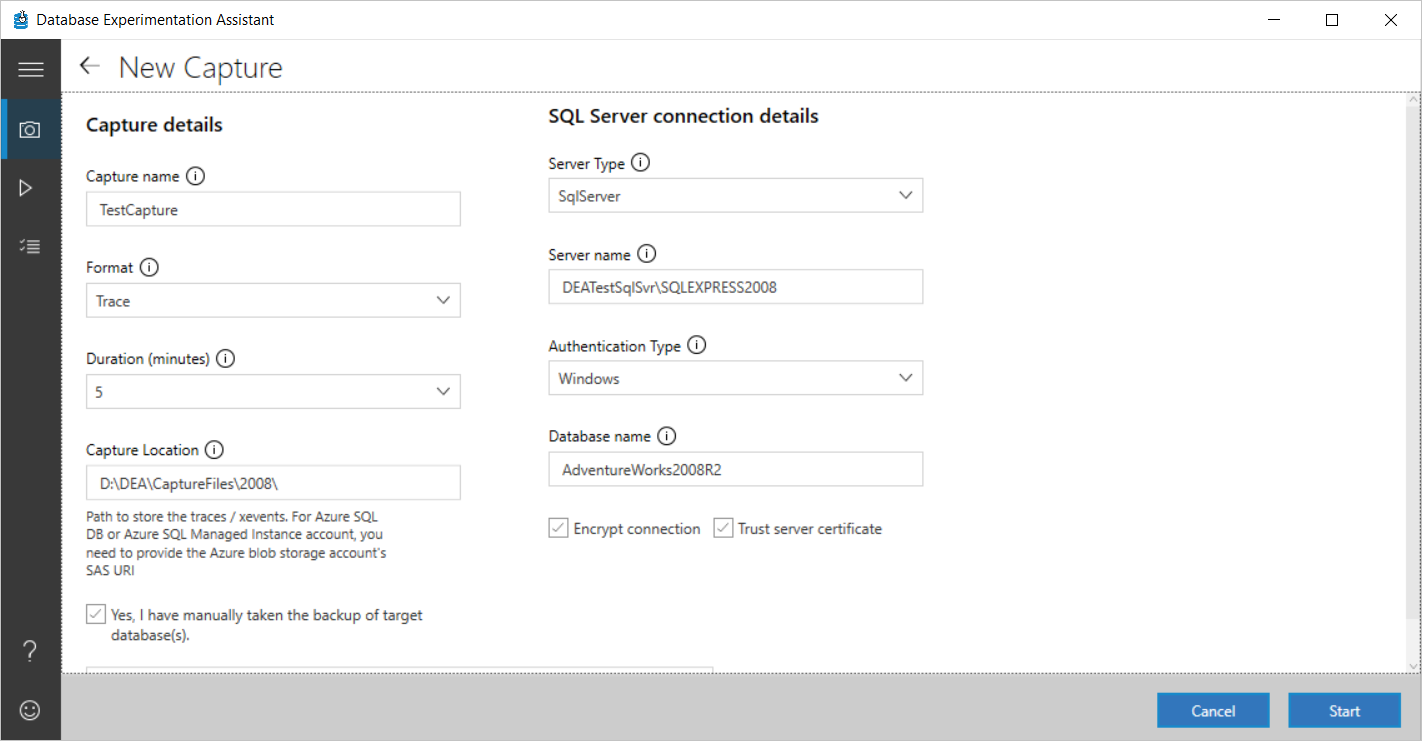 Database Experimentation Assistant
New Capture
Capture details
Capture name
TestCapture
Format
Trace
Duration (minutes)
5
Capture Location
D:\DEA\CaptureFiles\2008\
Path to store the traces / xevents. For Azure SQL
DB or Azure SQL Managed Instance account, you
need to provide the Azure blob storage account's
SAS URI
Yes, I have manually taken the backup of target
database(s).
SQL Server connection details
Server Type
SqlServer
Server name
DEATestSqlSvr\SQLEXPRESS2008
Authentication Type
Windows
Database name
AdventureWorks2008R2
Encrypt connection
Trust server certificate
Cancel
Start